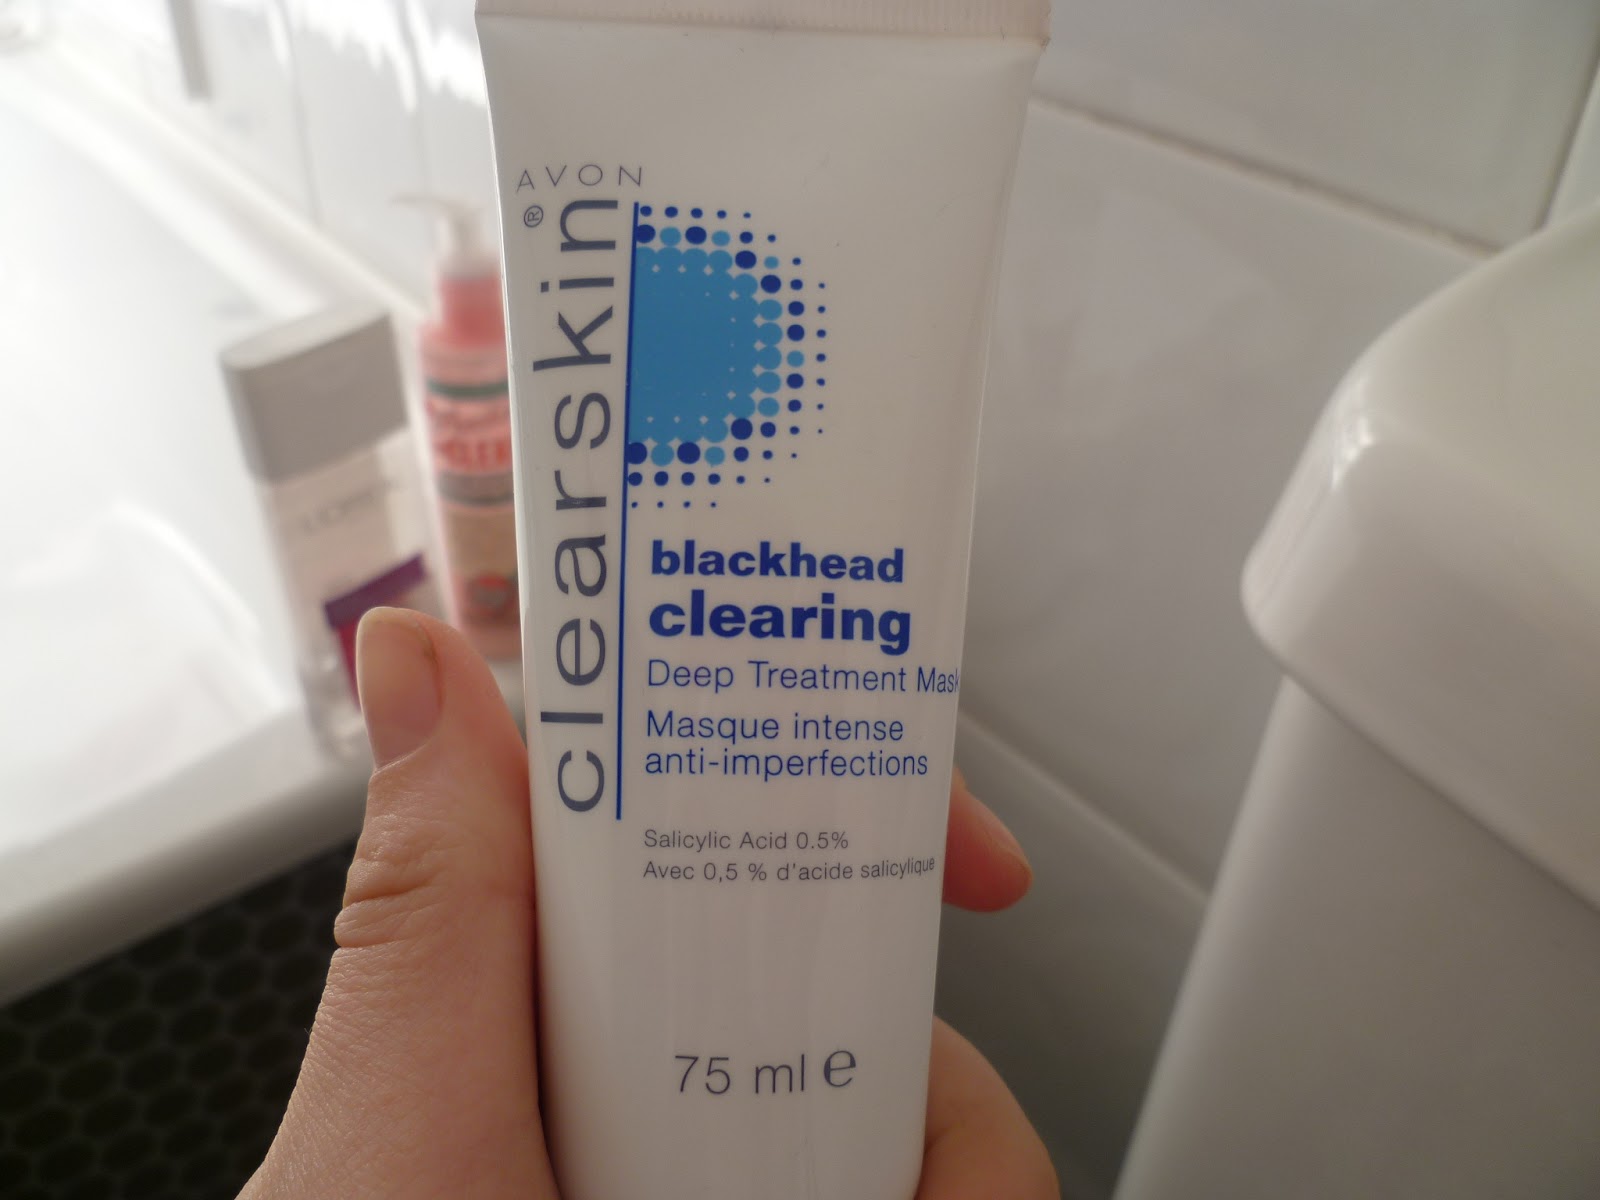 AVON
clearskin®
blackhead
clearing
Deep Treatment Mask
Masque intense
anti-imperfections
Salicylic Acid 0.5%
Avec 0,5 % d'acide salicylique
75 ml e